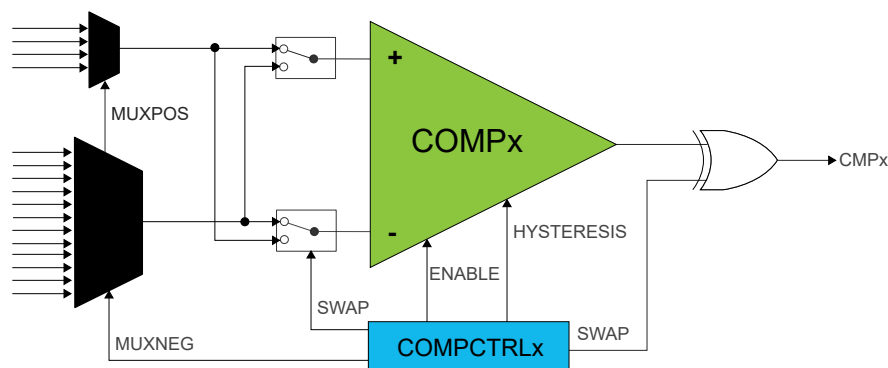 MUXPOS
+
COMPx
CMPx
-
HYSTERESIS
ENABLE
SWAP
SWAP
COMPCTRLx
MUXNEG